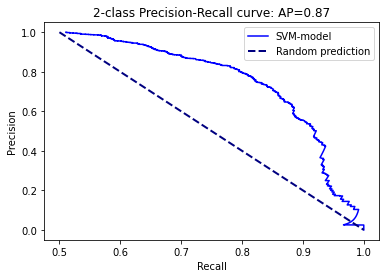 2-class Precision-Recall curve: AP=0.87
SVM-model
Random prediction
Precision
1.0
0.8
0.6
0.4
0.2
0.0
0.5 0.6 0.7 0.8 0.9 1.0
Recall